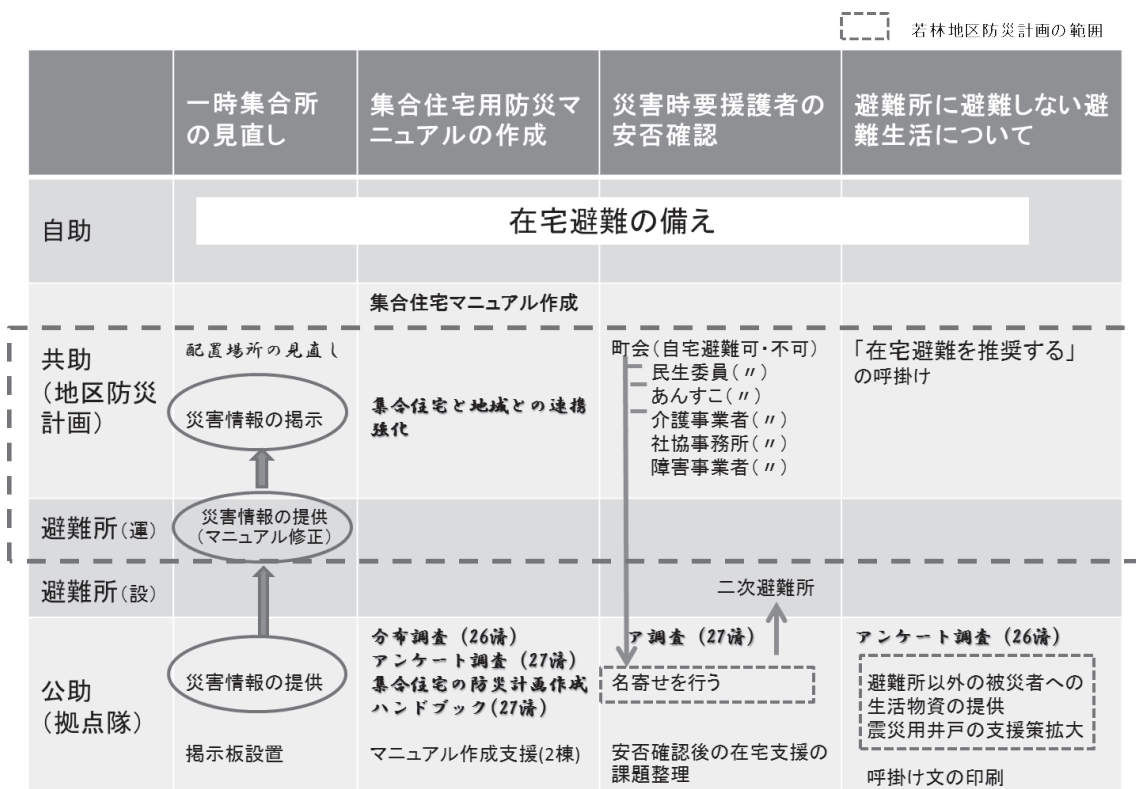 若林地区防災計画の範囲
一時集合所
の見直し
集合住宅用防災マ
ニュアルの作成
災害時要援護者の
安否確認
避難所に避難しない避
難生活について
自助
在宅避難の備え
共助
(地区防災
計画)
配置場所の見直し
災害情報の掲示
集合住宅マニュアル作成
集合住宅と地域との連携
強化
町会(自宅避難可・不可)
民生委員(〃)
あんすこ(〃)
介護事業者(〃)
社協事務所(〃)
障害事業者(〃)
「在宅避難を推奨する」
の呼掛け
避難所(運)
災害情報の提供
(マニュアル修正)
避難所(設)
二次避難所
公助
(拠点隊)
災害情報の提供
掲示板設置
分布調査(26済)
アンケート調査(27済)
集合住宅の防災計画作成
ハンドブック(27済)
マニュアル作成支援(2棟)
ア調査(27済)
名寄せを行う
安否確認後の在宅支援の
課題整理
アンケート調査(26済)
避難所以外の被災者への
生活物資の提供
震災用井戸の支援策拡大
呼掛け文の印刷